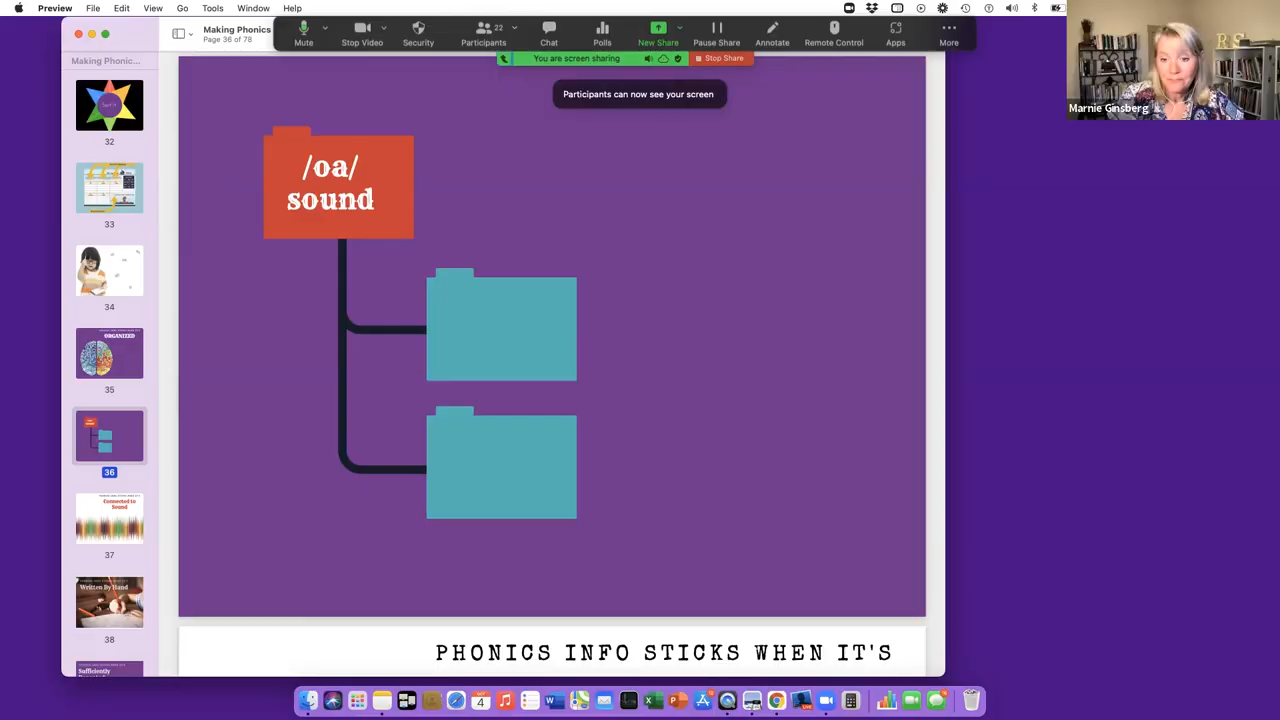 Preview File Edit View Go Tools Window Help
Making Phonics
Page 36 of 78
Mute Stop Video Security Participants 22 Chat Polls New Share Pause Share Annotate Remote Control Apps More
You are screen sharing Stop Share
Participants can now see your screen
Marnie Ginsberg
Making Phonic...
32
33
34
ORGANIZED
35
36
Connected to
Sound
37
Written By Hand
38
Sufficiently
/oa/
sound
PHONICS INFO STICKS WHEN IT'S
OCT
4